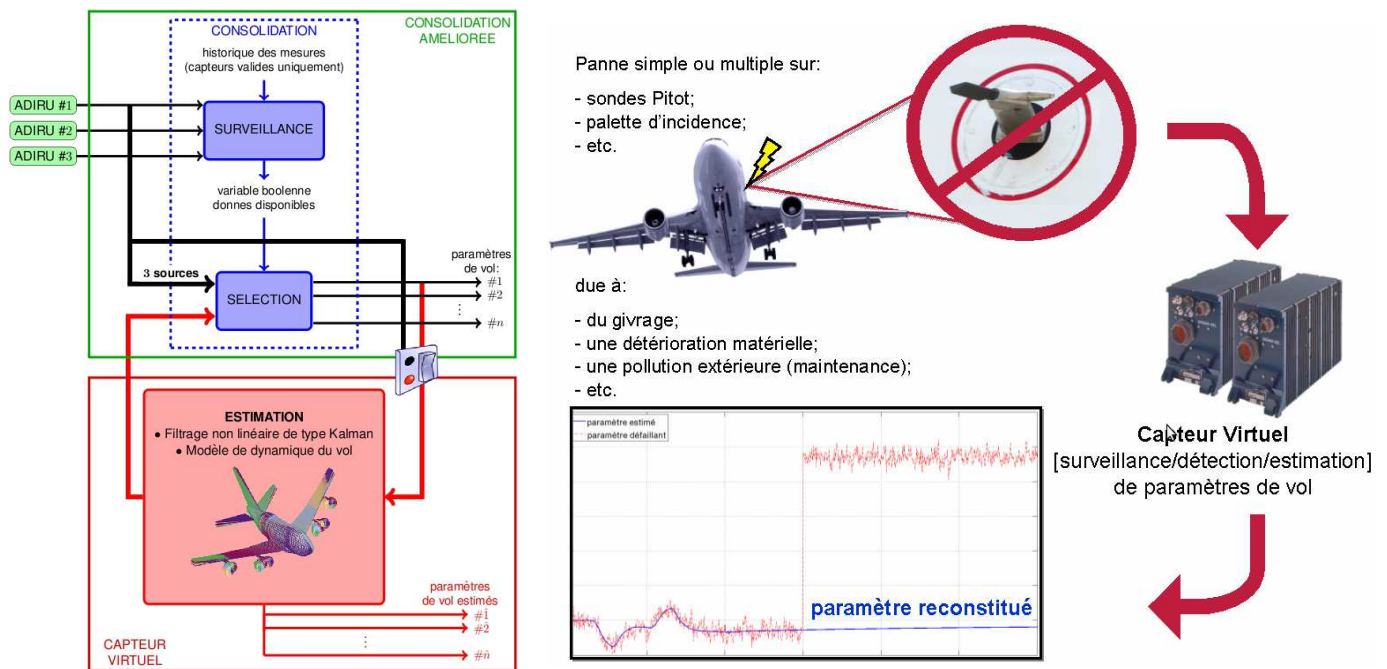 CONSOLIDATION
AMELIOREE
CONSOLIDATION
historique des mesures
(capteurs valides uniquement)
ADIRU #1
ADIRU #2
ADIRU #3
SURVEILLANCE
variable boolenne
donnes disponibles
3 sources
SELECTION
paramètres
de vol:
#1
#2
⋮
#n
ESTIMATION
• Filtrage non linéaire de type Kalman
• Modèle de dynamique du vol
paramètres
de vol estimés
#1̂
#2̂
⋮
#n̂
CAPTEUR
VIRTUEL
Panne simple ou multiple sur:
- sondes Pitot;
- palette d'incidence;
- etc.
due à:
- du givrage;
- une détérioration matérielle;
- une pollution extérieure (maintenance);
- etc.
paramètre estimé
paramètre défaillant
paramètre reconstitué
Capteur Virtuel
[surveillance/détection/estimation]
de paramètres de vol